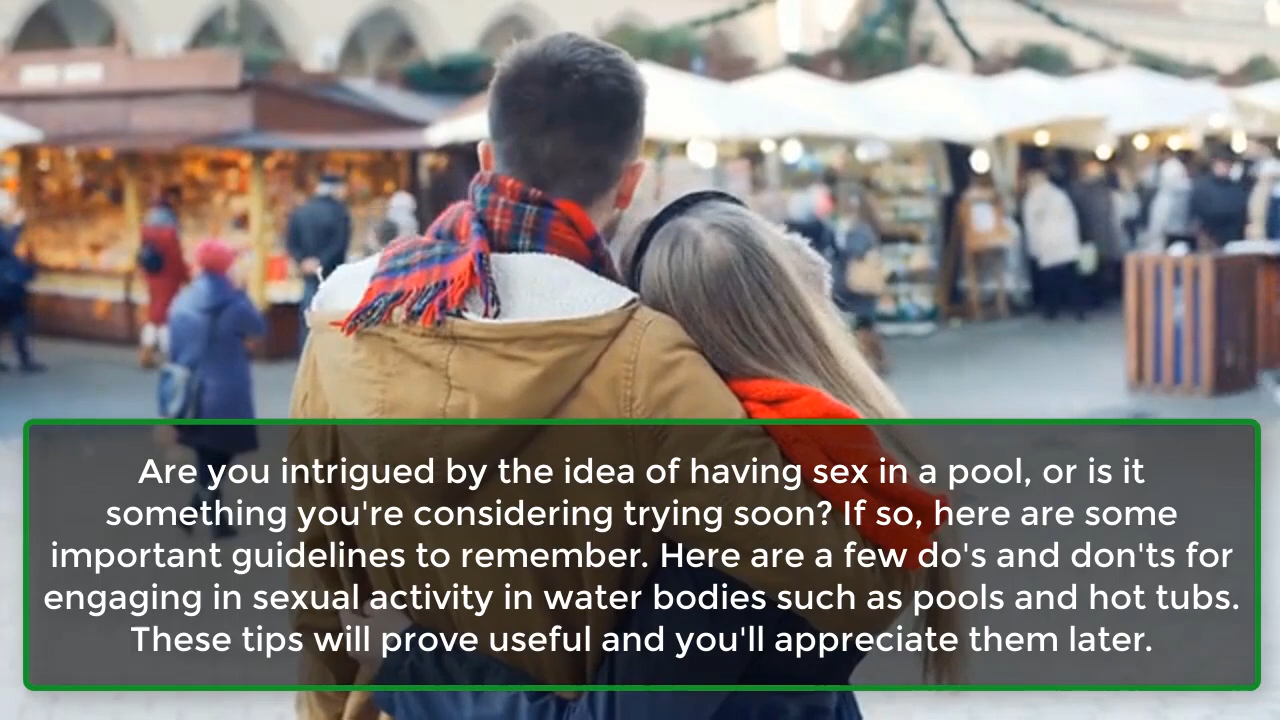 Are you intrigued by the idea of having sex in a pool, or is it
something you're considering trying soon? If so, here are some
important guidelines to remember. Here are a few do's and don'ts for
engaging in sexual activity in water bodies such as pools and hot tubs.
These tips will prove useful and you'll appreciate them later.